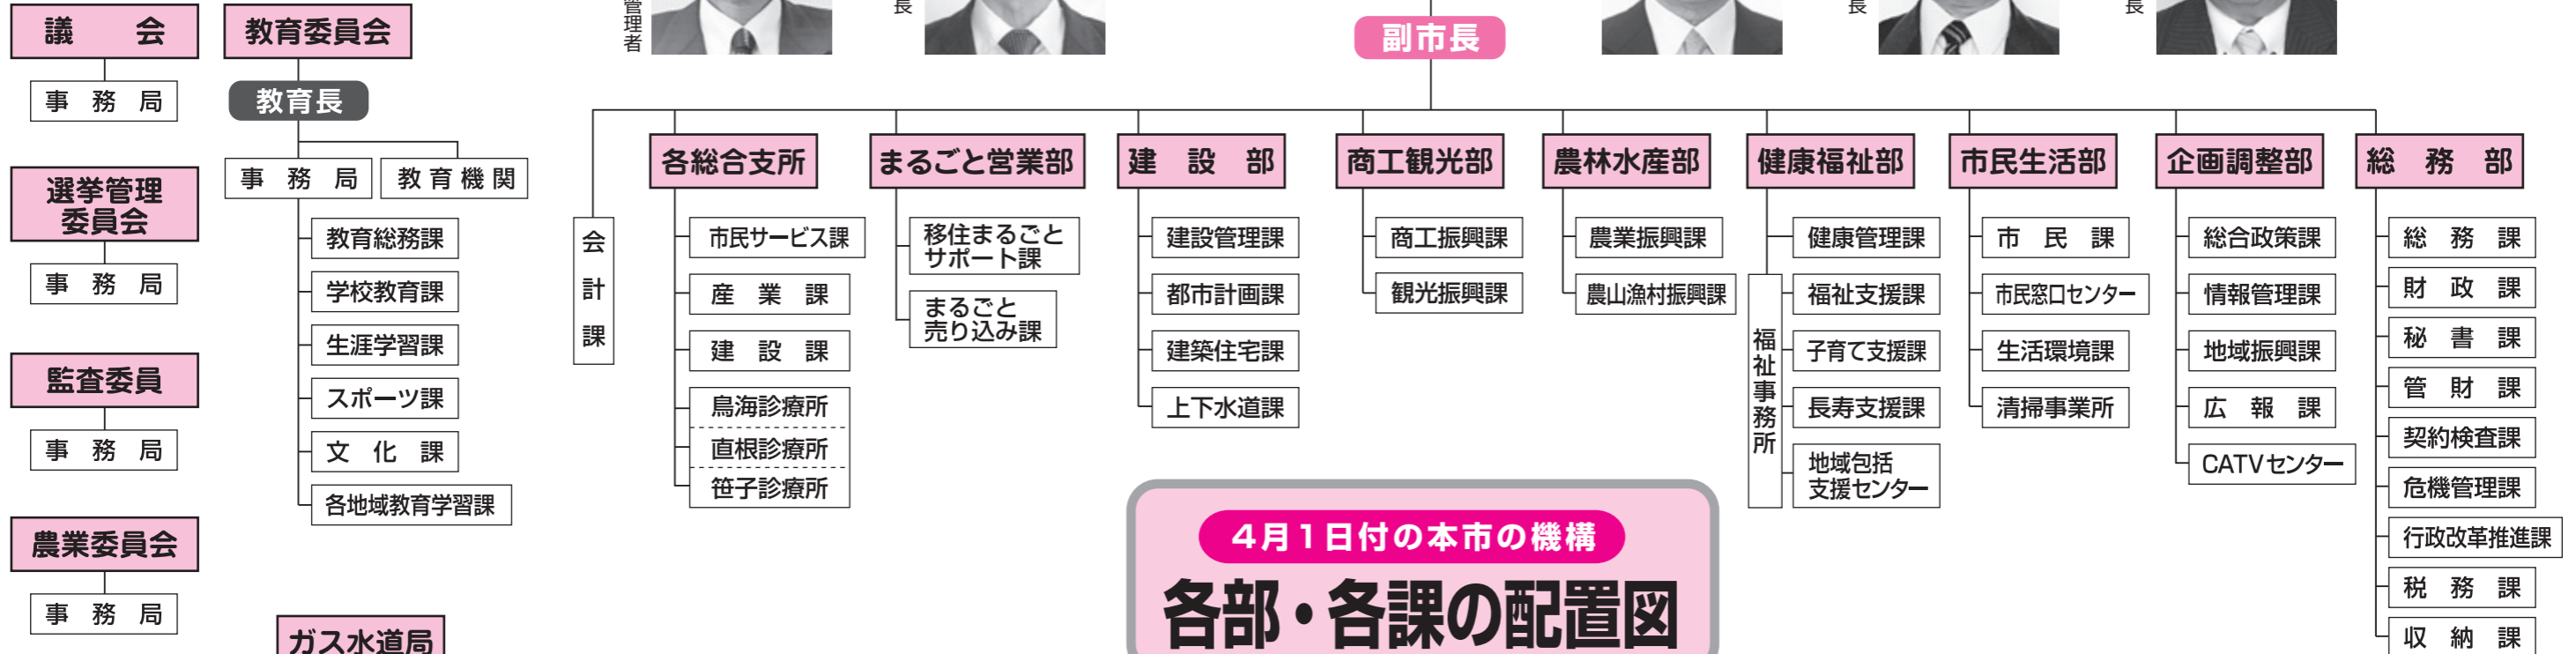 管理者
長
長
長
副市長
議会
事務局
選挙管理
委員会
事務局
監査委員
事務局
農業委員会
事務局
教育委員会
教育長
事務局
教育機関
教育総務課
学校教育課
生涯学習課
スポーツ課
文化課
各地域教育学習課
ガス水道局
会計課
各総合支所
市民サービス課
産業課
建設課
鳥海診療所
直根診療所
笹子診療所
まるごと営業部
移住まるごと
サポート課
まるごと
売り込み課
建設部
建設管理課
都市計画課
建築住宅課
上下水道課
商工観光部
商工振興課
観光振興課
農林水産部
農業振興課
農山漁村振興課
健康福祉部
健康管理課
福祉事務所
福祉支援課
子育て支援課
長寿支援課
地域包括
支援センター
市民生活部
市民課
市民窓口センター
生活環境課
清掃事業所
企画調整部
総合政策課
情報管理課
地域振興課
広報課
CATVセンター
総務部
総務課
財政課
秘書課
管財課
契約検査課
危機管理課
行政改革推進課
税務課
収納課
4月1日付の本市の機構
各部・各課の配置図